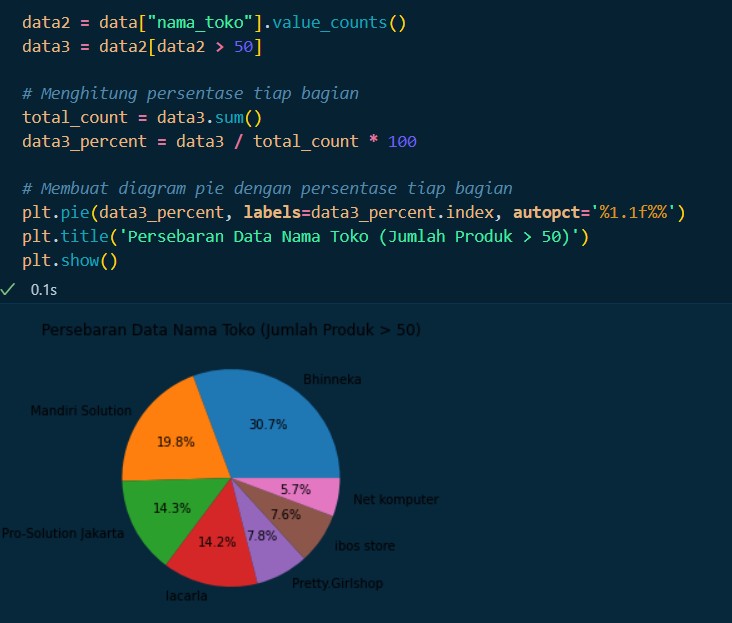 data2 = data["nama_toko"].value_counts()
data3 = data2[data2 > 50]
# Menghitung persentase tiap bagian
total_count = data3.sum()
data3_percent = data3 / total_count * 100
# Membuat diagram pie dengan persentase tiap bagian
plt.pie(data3_percent, labels=data3_percent.index, autopct='%1.1f%%')
plt.title('Persebaran Data Nama Toko (Jumlah Produk > 50)')
plt.show()
0.1s
Persebaran Data Nama Toko (Jumlah Produk > 50)
Bhinneka
30.7%
Mandiri Solution
19.8%
Pro-Solution Jakarta
14.3%
lacarla
14.2%
Pretty.Girlshop
7.8%
ibos store
7.6%
Net komputer
5.7%